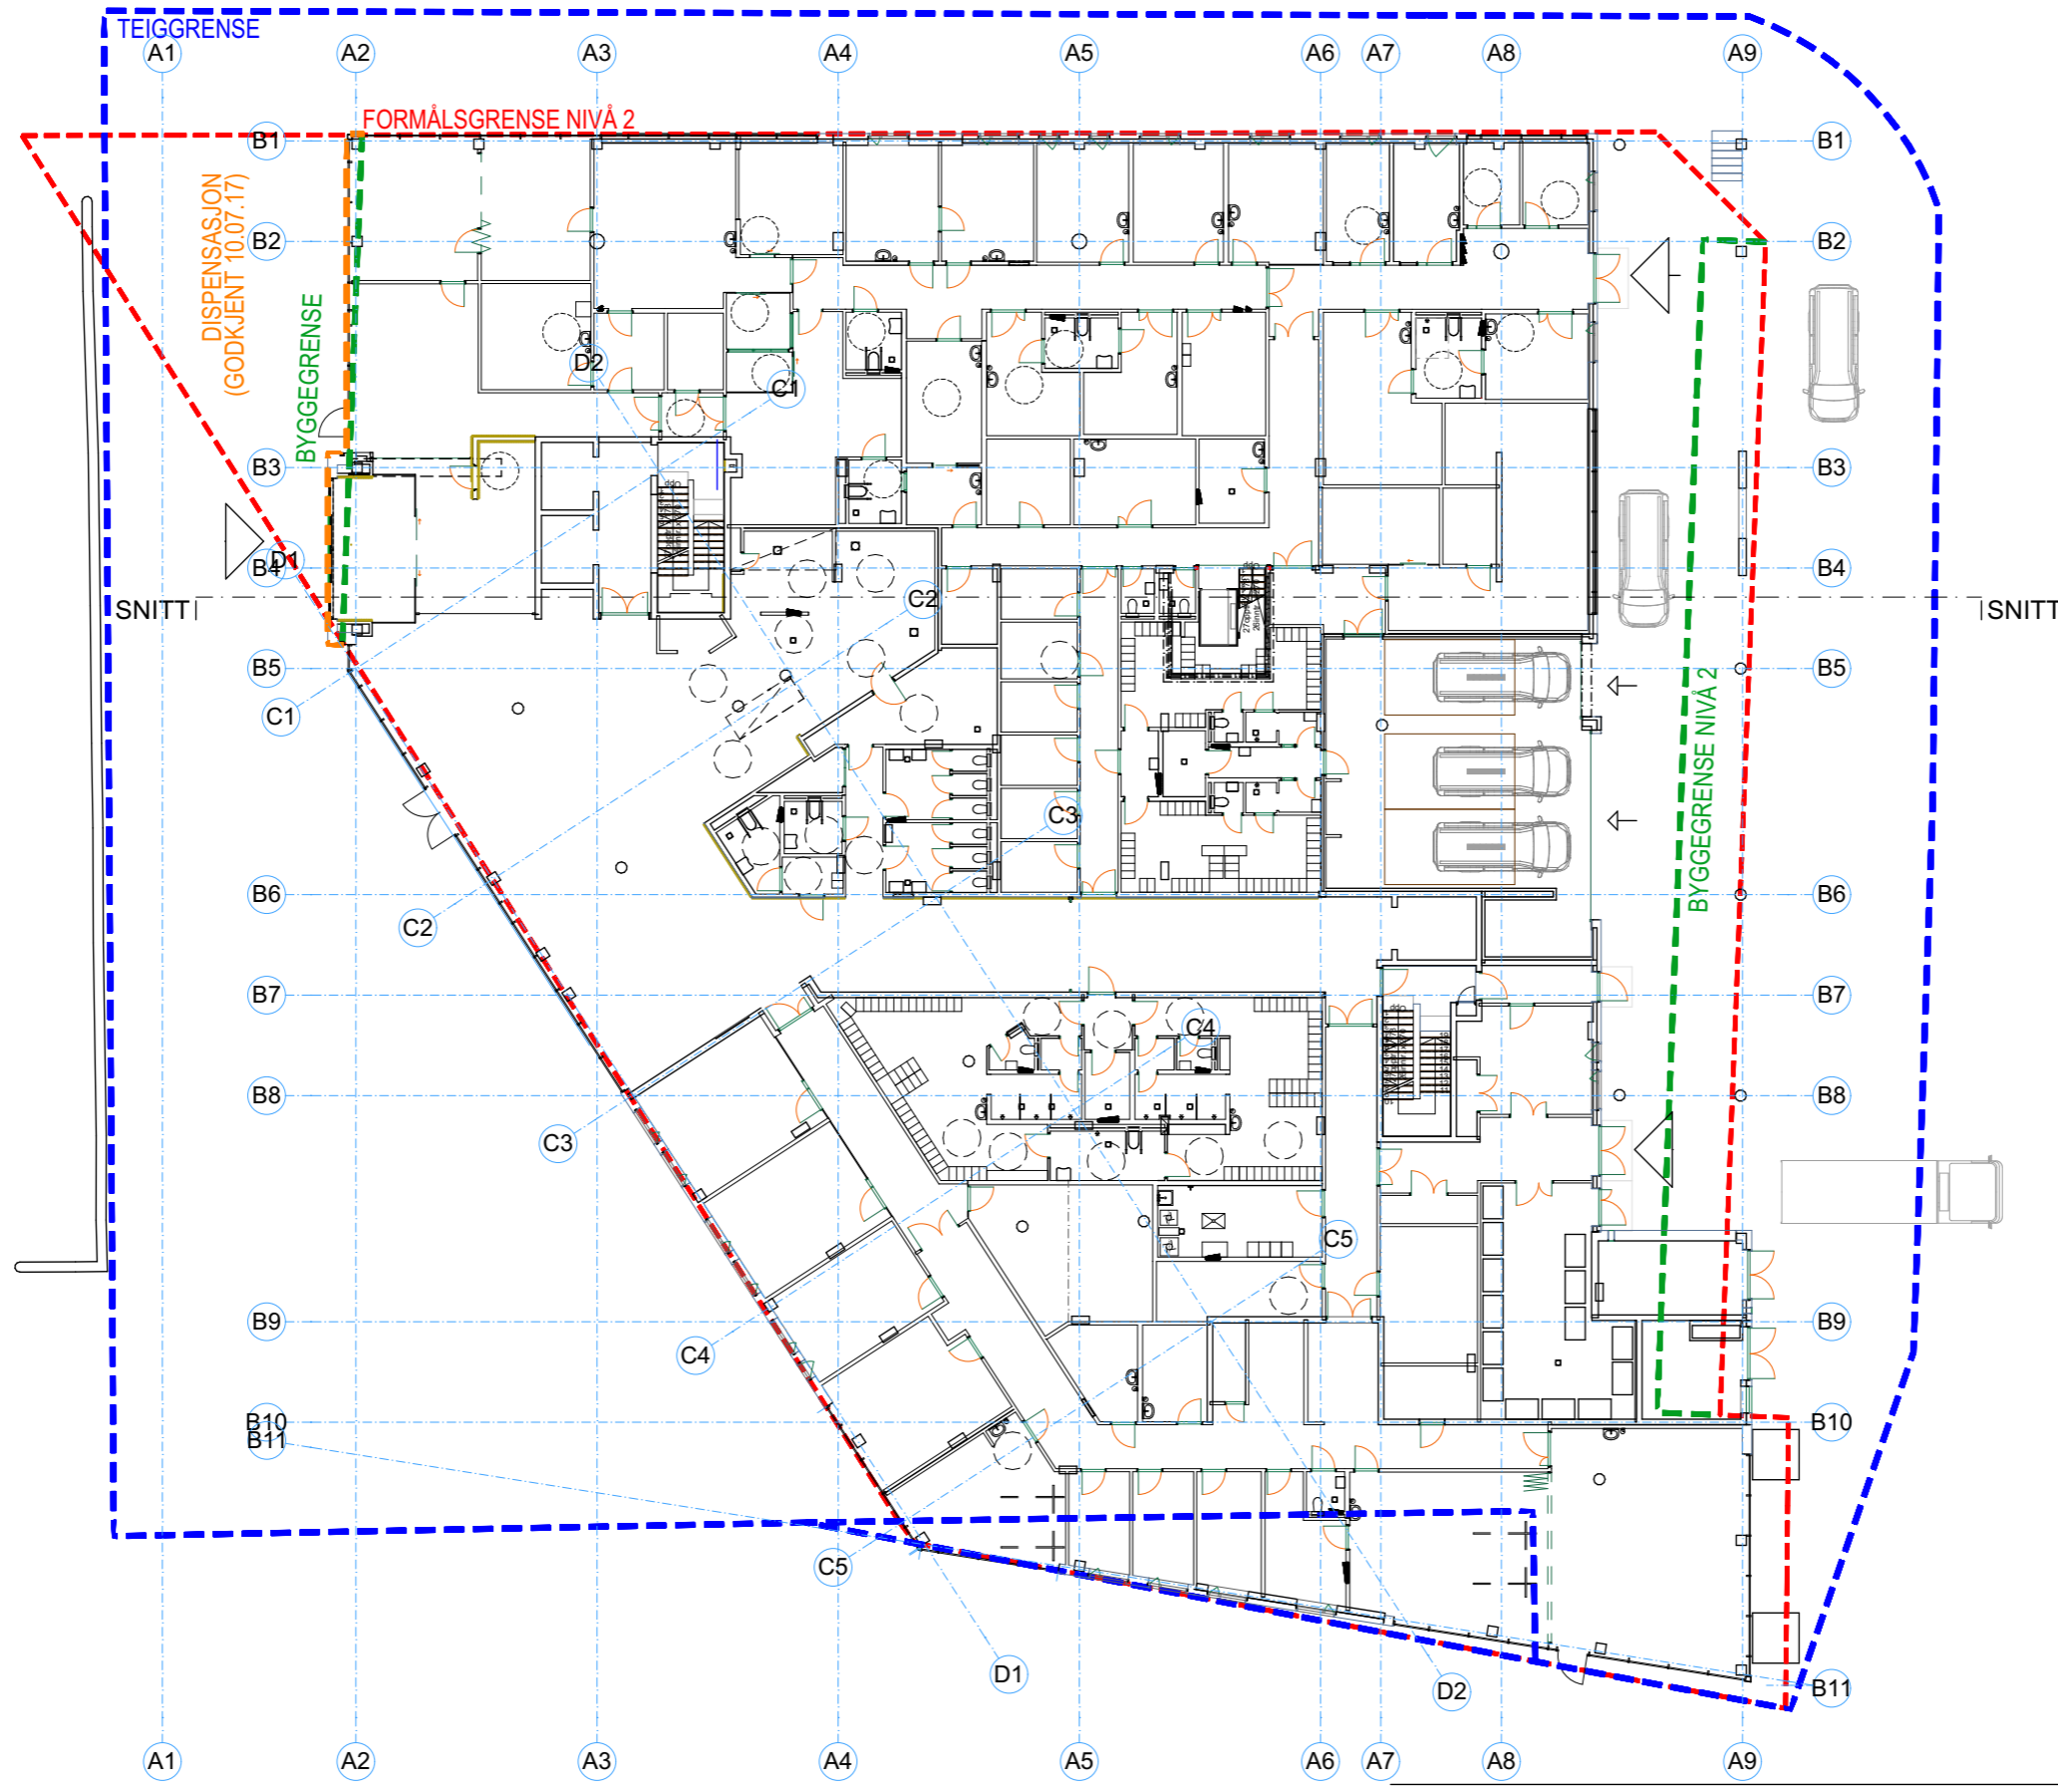 TEIGGRENSE
A1 A2 A3 A4 A5 A6 A7 A8 A9
FORMÅLSGRENSE NIVÅ 2
B1 B1
DISPENSASJON
(GODKJENT 10.07.17)
B2 B2
BYGGEGRENSE
D2
C1
B3 B3
D1
B4 B4
C2
SNITT SNITT
B5 B5
BYGGEGRENSE NIVÅ 2
C1
C3
B6 B6
C2
B7 B7
C4
B8 B8
C3
C5
B9 B9
C4
B10 B10
B11
C5
D1
D2
B11
A1 A2 A3 A4 A5 A6 A7 A8 A9